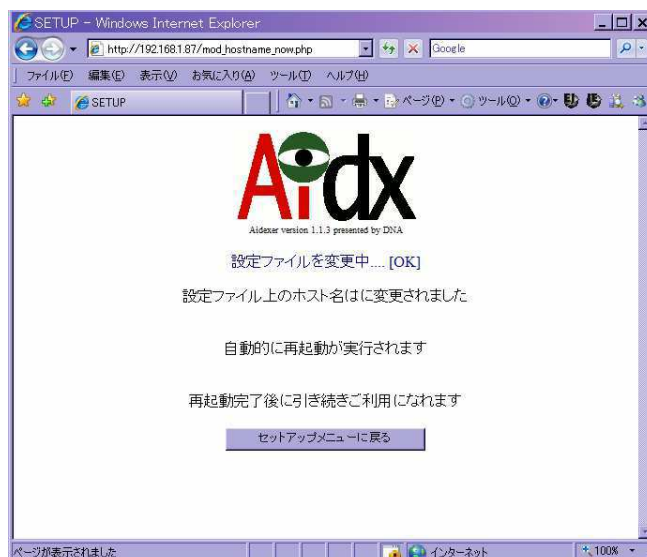 SETUP - Windows Internet Explorer
http://192.168.1.87/mod_hostname_now.php
Google
ファイル(F) 編集(E) 表示(V) お気に入り(A) ツール(T) ヘルプ(H)
SETUP
ページ(P) ツール(O)
Aidx
Aidexer version 1.1.3 presented by DNA
設定ファイルを変更中.... [OK]
設定ファイル上のホスト名はに変更されました
自動的に再起動が実行されます
再起動完了後に引き続きご利用になれます
セットアップメニューに戻る
ページが表示されました
インターネット
100%